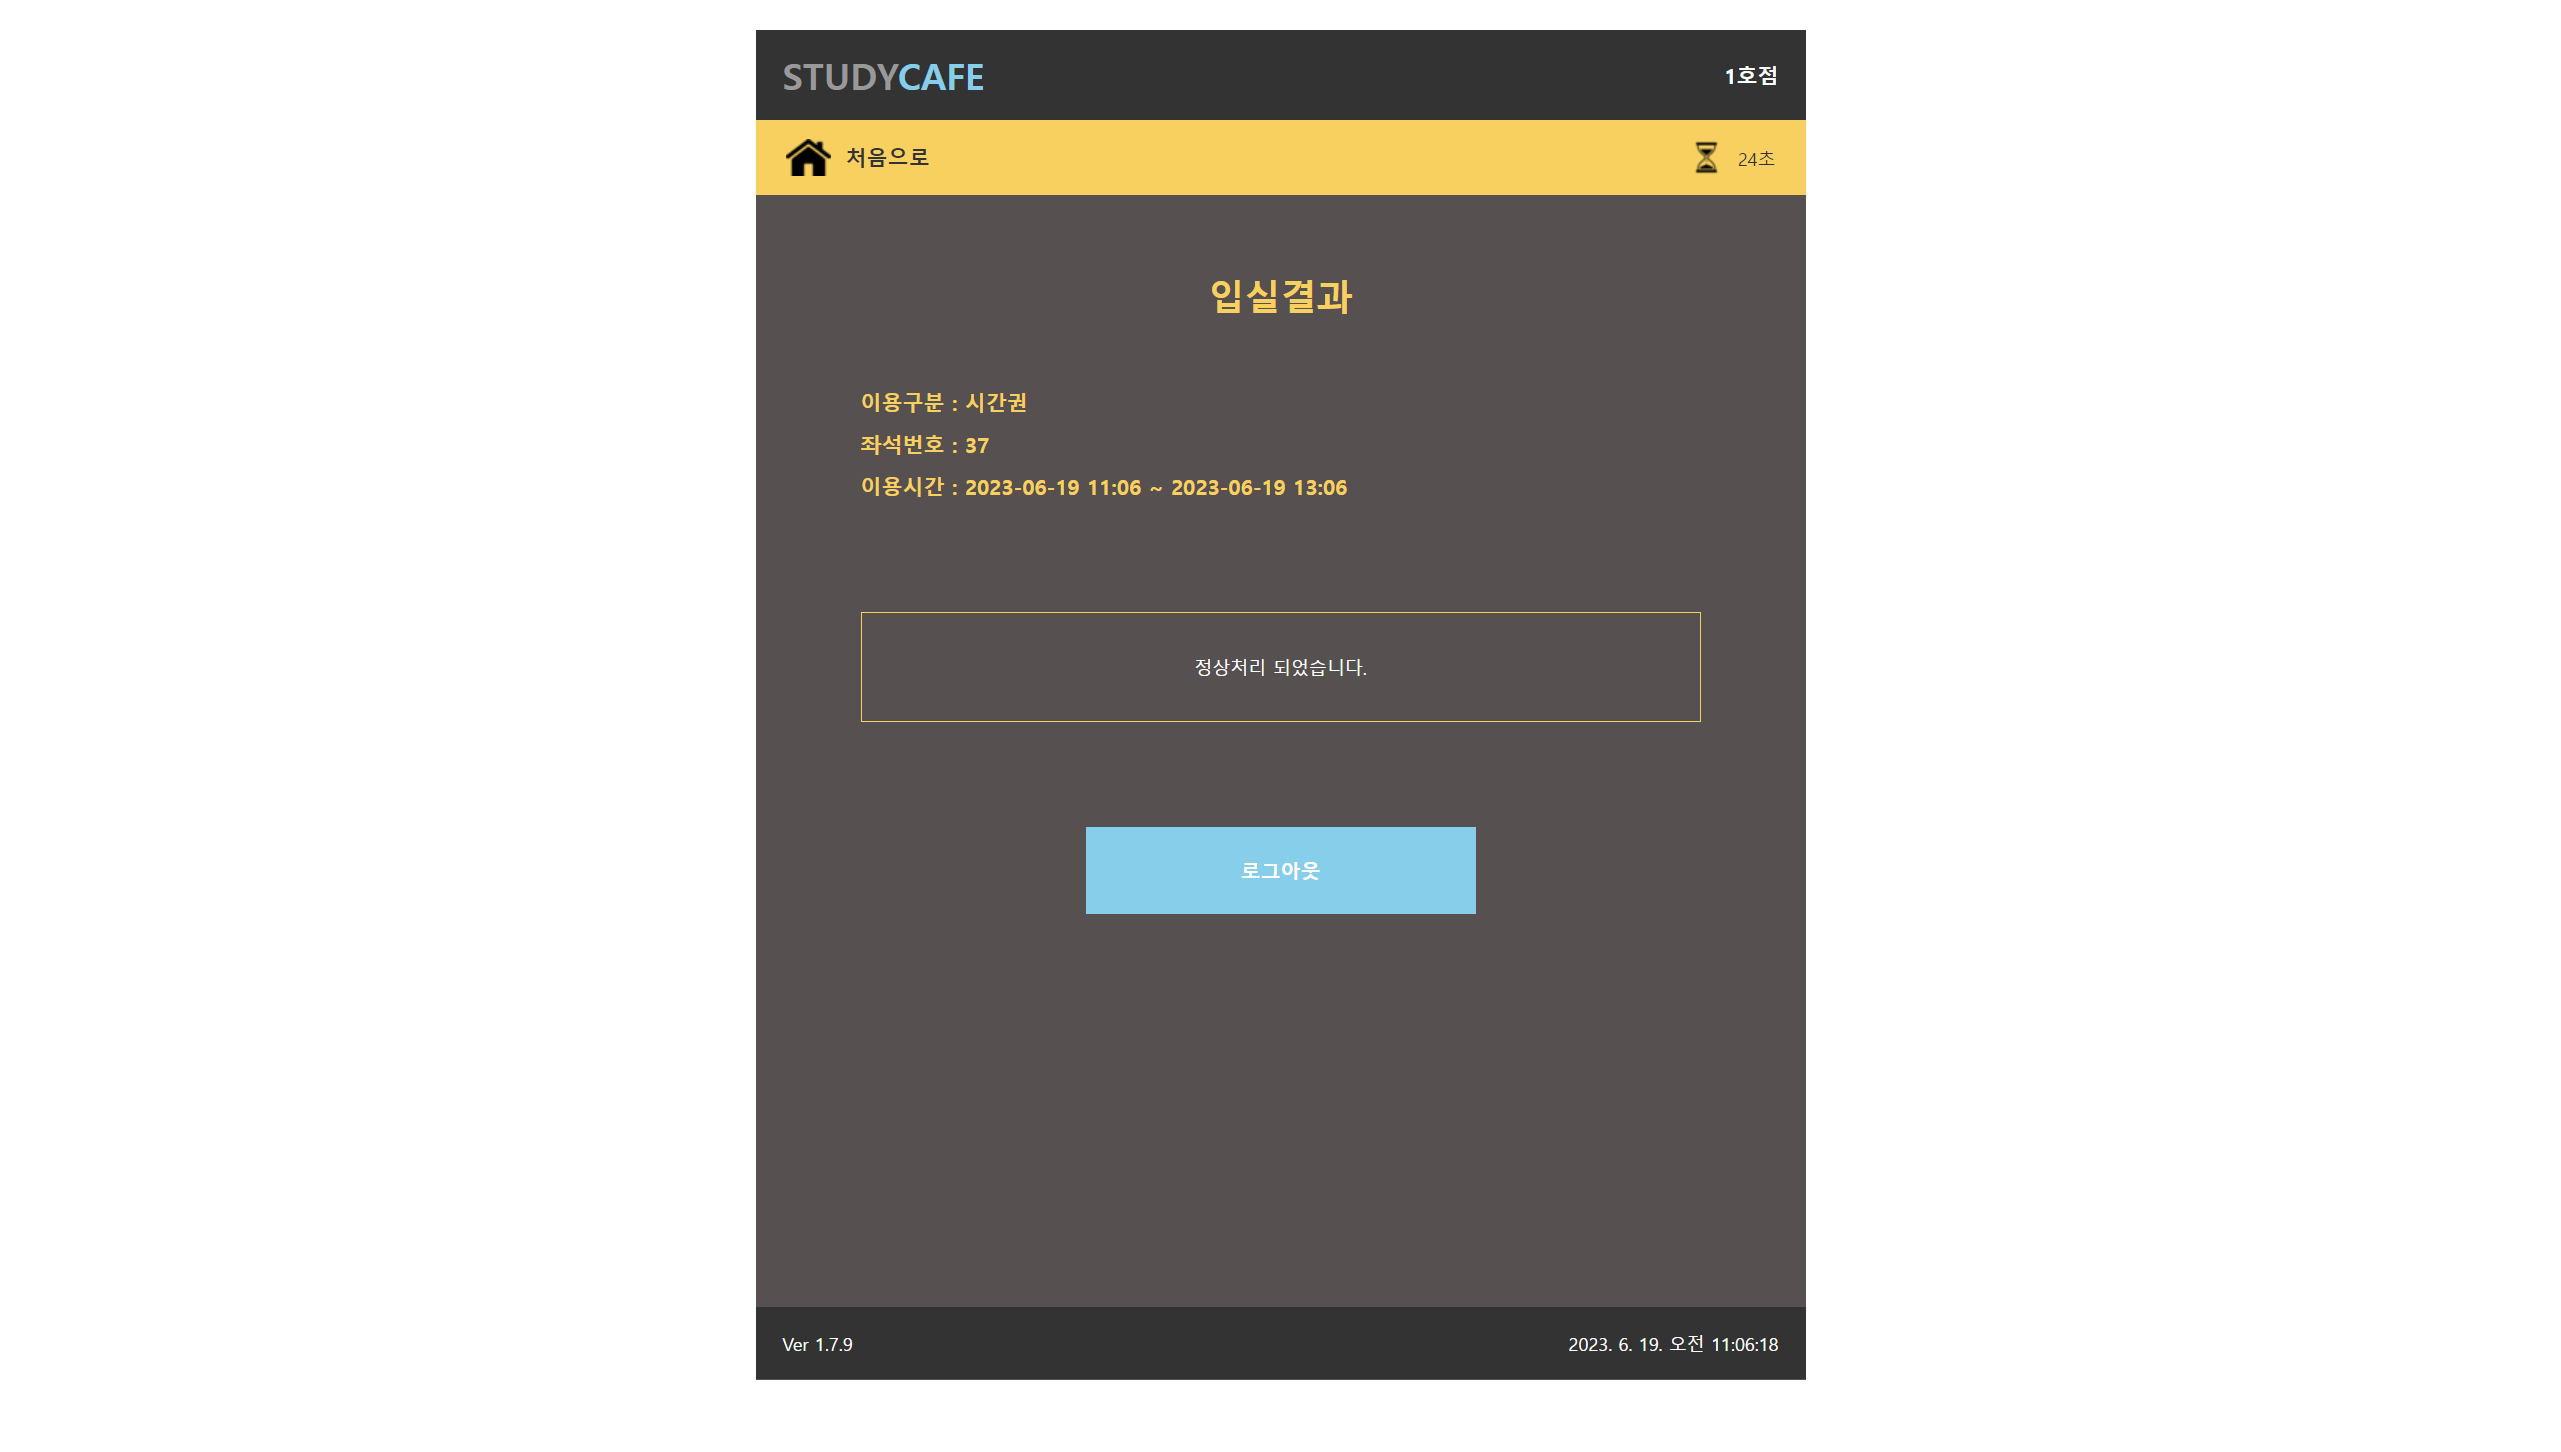 STUDYCAFE
1호점
처음으로
24초
입실결과
이용구분 : 시간권
좌석번호 : 37
이용시간 : 2023-06-19 11:06 ~ 2023-06-19 13:06
정상처리 되었습니다.
로그아웃
Ver 1.7.9
2023. 6. 19. 오전 11:06:18